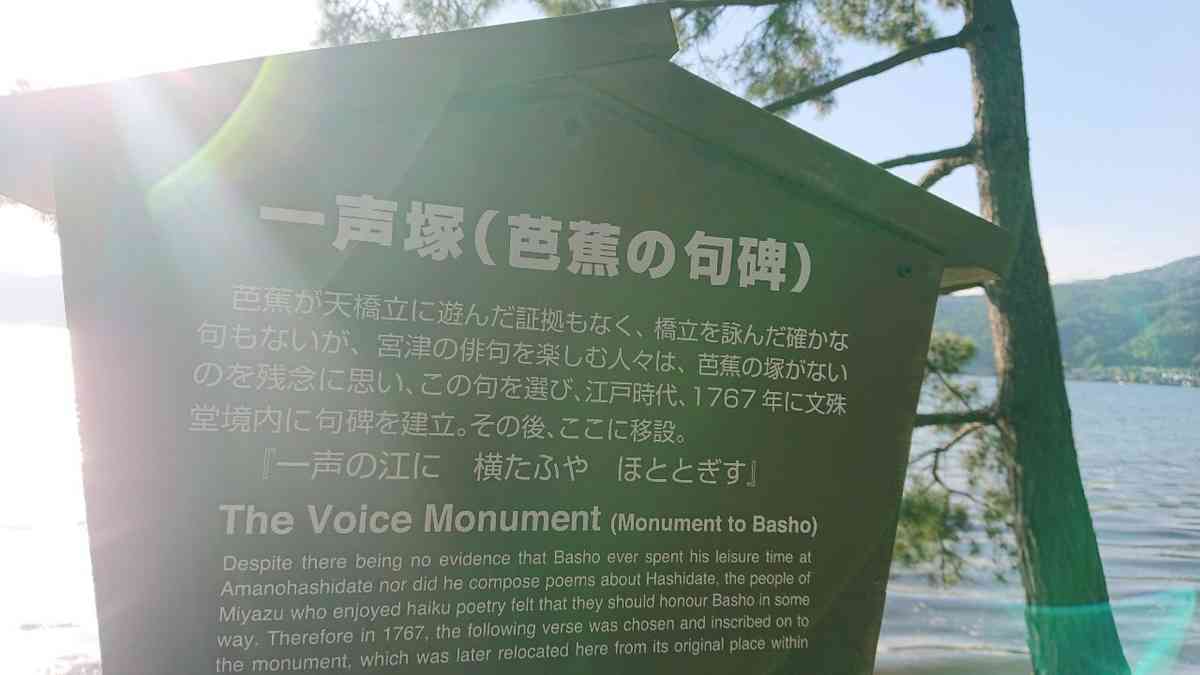 一声塚(芭蕉の句碑)
芭蕉が天橋立に遊んだ証拠もなく、橋立を詠んだ確かな
句もないが、宮津の俳句を楽しむ人々は、芭蕉の塚がない
のを残念に思い、この句を選び、江戸時代、1767年に文殊
堂境内に句碑を建立。その後、ここに移設。
『一声の江に　横たふや　ほととぎす』
The Voice Monument (Monument to Basho)
Despite there being no evidence that Basho ever spent his leisure time at
Amanohashidate nor did he compose poems about Hashidate, the people of
Miyazu who enjoyed haiku poetry felt that they should honour Basho in some
way. Therefore in 1767, the following verse was chosen and inscribed on to
the monument, which was later relocated here from its original place within